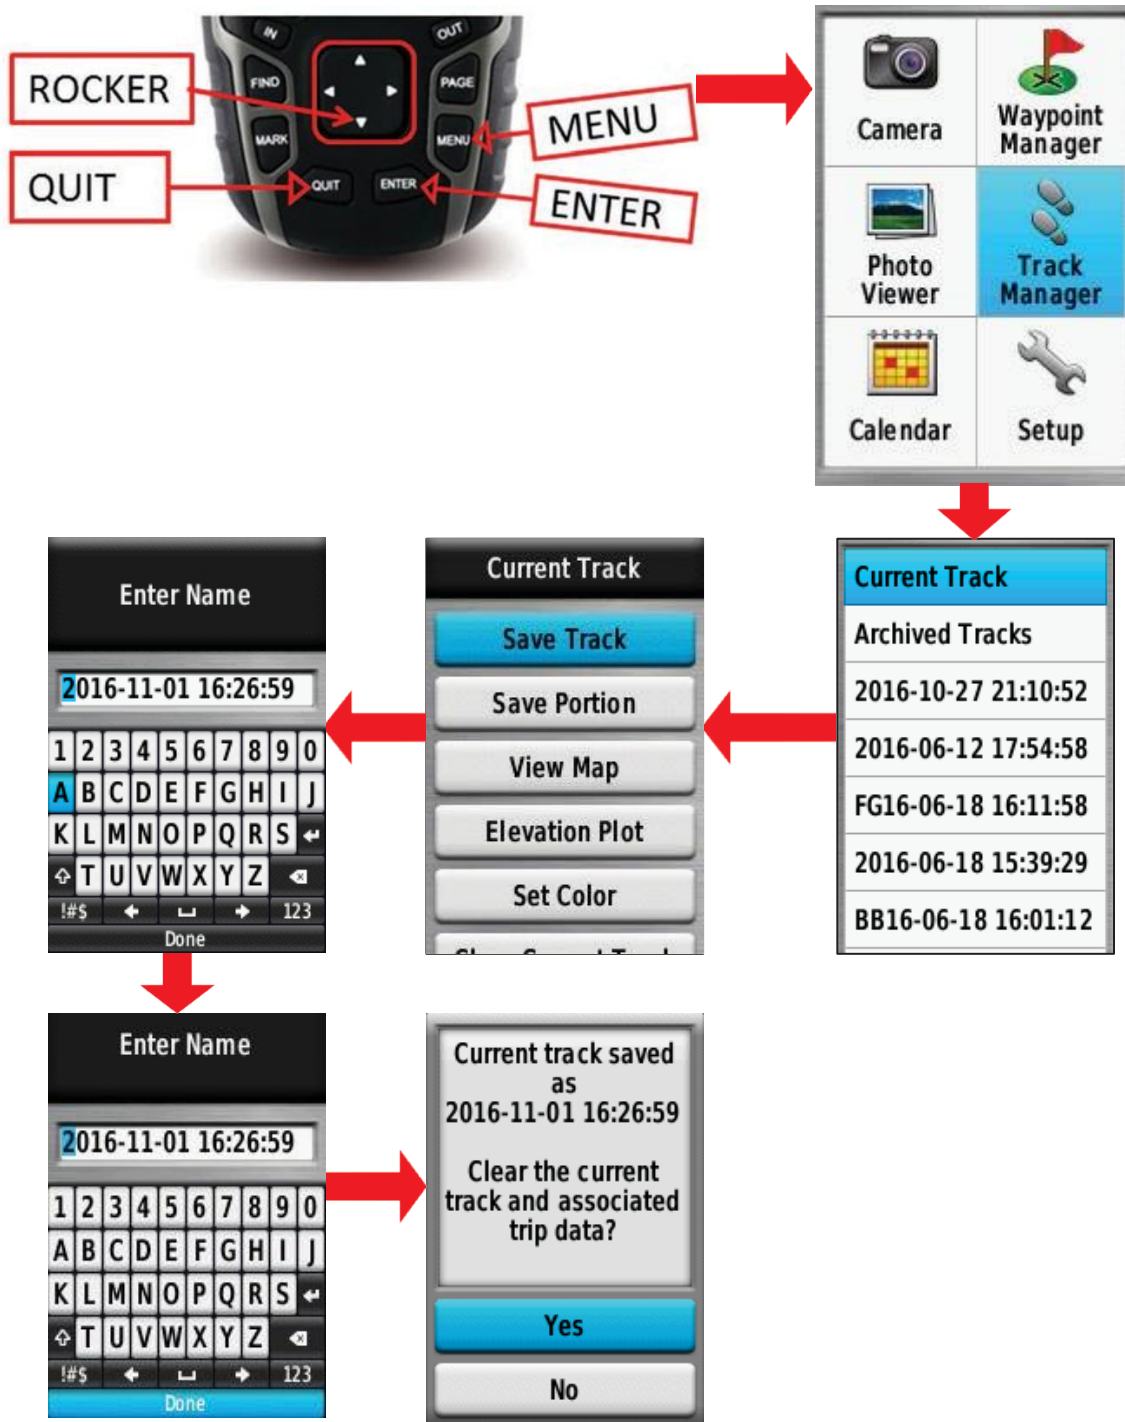 IN
OUT
ROCKER
FIND
PAGE
MARK
MENU
MENU
QUIT
QUIT
ENTER
ENTER
Camera
Waypoint
Manager
Photo
Viewer
Track
Manager
Calendar
Setup
Current Track
Archived Tracks
2016-10-27 21:10:52
2016-06-12 17:54:58
FG16-06-18 16:11:58
2016-06-18 15:39:29
BB16-06-18 16:01:12
Current Track
Save Track
Save Portion
View Map
Elevation Plot
Set Color
Enter Name
2016-11-01 16:26:59
1 2 3 4 5 6 7 8 9 0
A B C D E F G H I J
K L M N O P Q R S
T U V W X Y Z
!#$ 123
Done
Enter Name
2016-11-01 16:26:59
1 2 3 4 5 6 7 8 9 0
A B C D E F G H I J
K L M N O P Q R S
T U V W X Y Z
!#$ 123
Done
Current track saved
as
2016-11-01 16:26:59
Clear the current
track and associated
trip data?
Yes
No